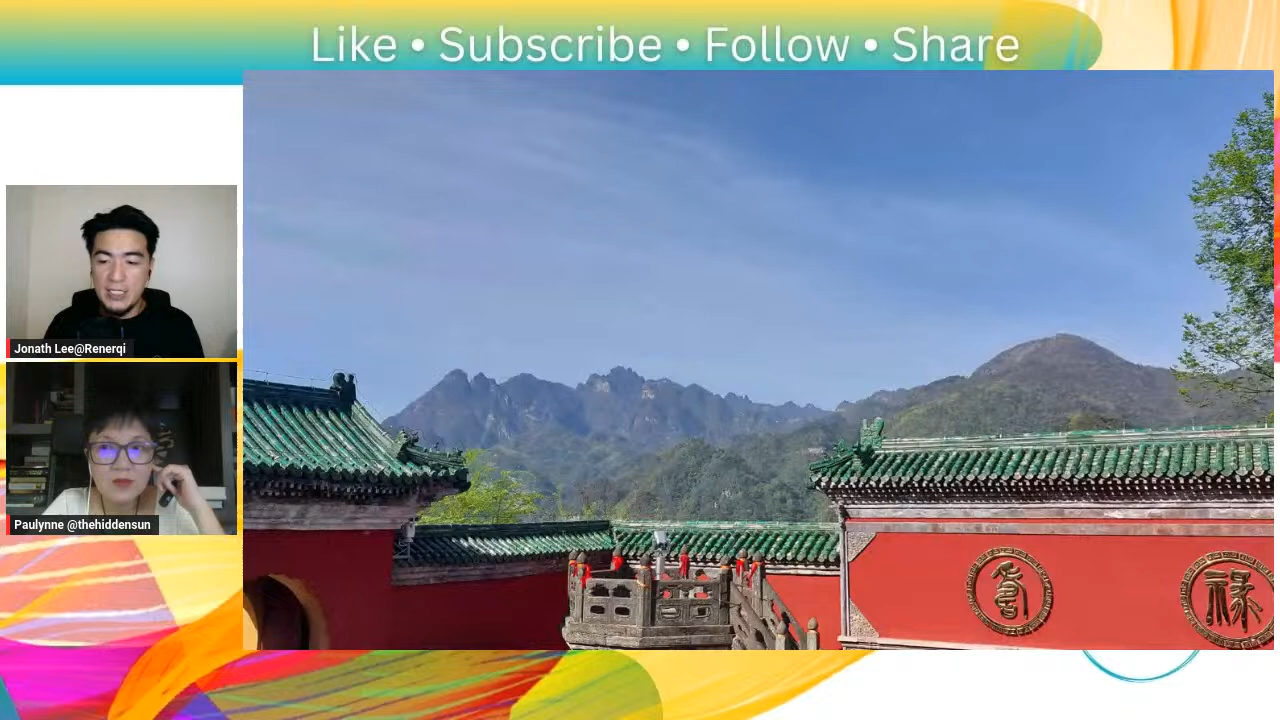 Like • Subscribe • Follow • Share
Jonath Lee@Renerqi
Paulynne @thehiddensun
禄